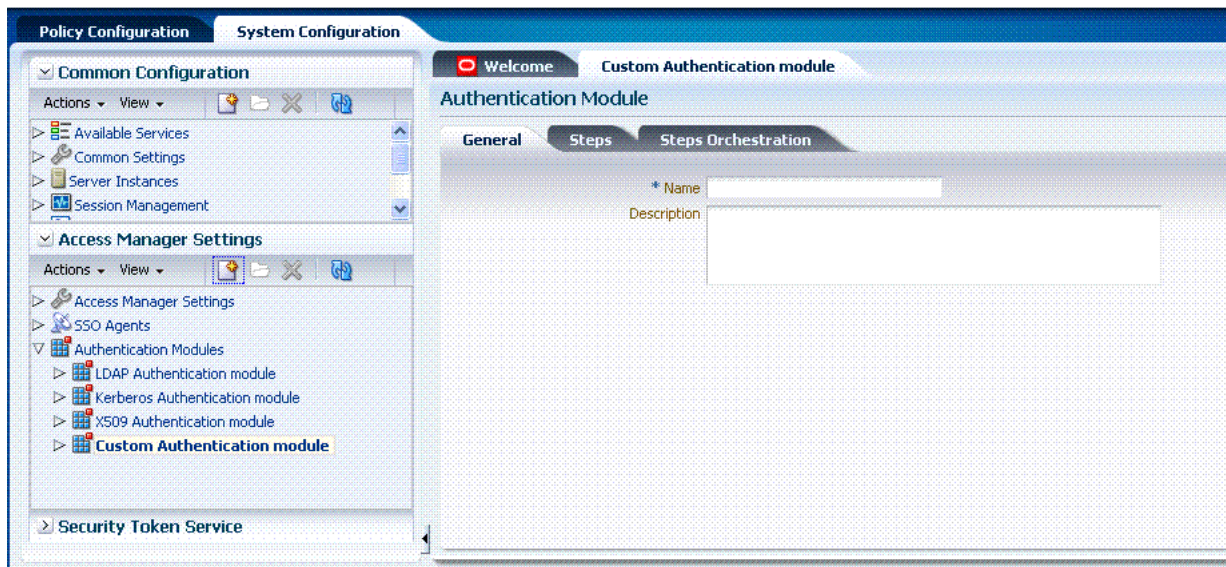 Policy Configuration
System Configuration
Common Configuration
Actions View
Available Services
Common Settings
Server Instances
Session Management
Access Manager Settings
Actions View
Access Manager Settings
SSO Agents
Authentication Modules
LDAP Authentication module
Kerberos Authentication module
X509 Authentication module
Custom Authentication module
Security Token Service
Welcome
Custom Authentication module
Authentication Module
General
Steps
Steps Orchestration
* Name
Description